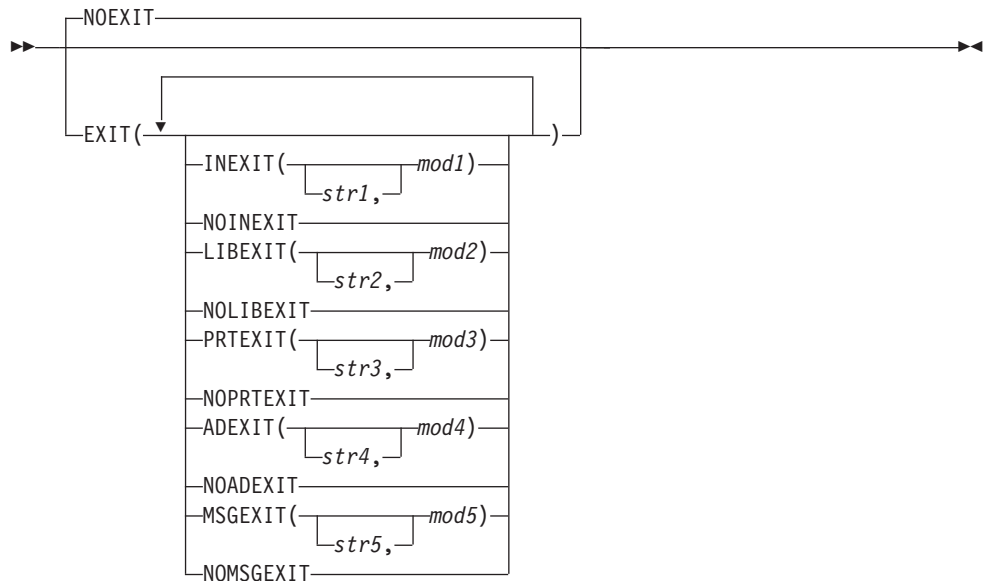 NOEXIT
EXIT( )
INEXIT( mod1)
str1,
NOINEXIT
LIBEXIT( mod2)
str2,
NOLIBEXIT
PRTEXIT( mod3)
str3,
NOPRTEXIT
ADEXIT( mod4)
str4,
NOADEXIT
MSGEXIT( mod5)
str5,
NOMSGEXIT